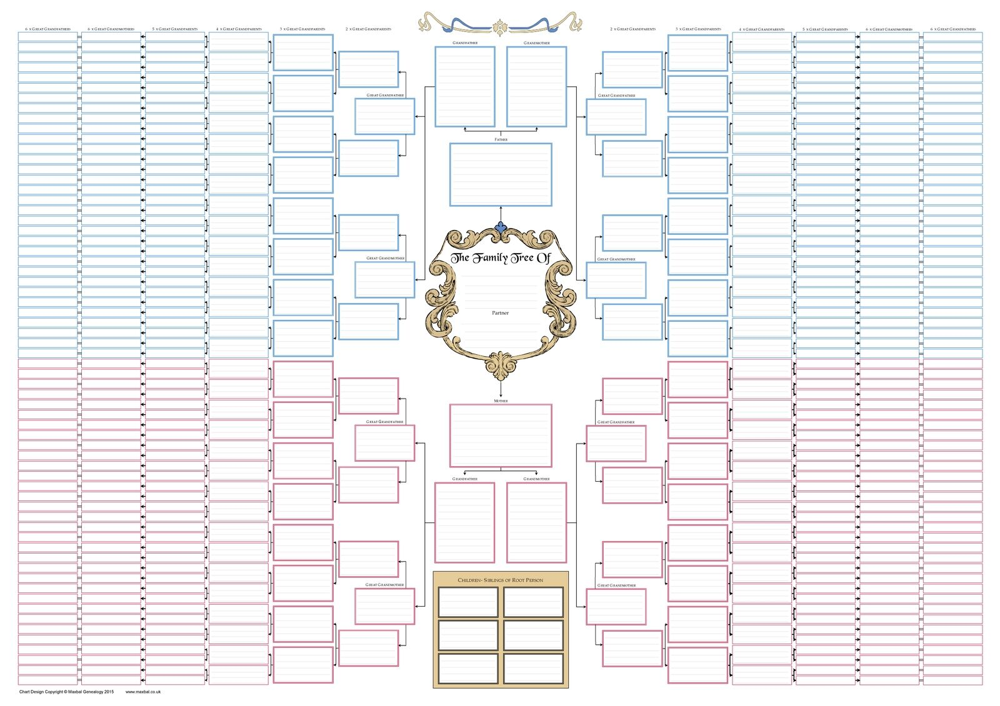 6 x Great Grandfathers
6 x Great Grandmothers
5 x Great Grandparents
4 x Great Grandparents
3 x Great Grandparents
2 x Great Grandparents
2 x Great Grandparents
3 x Great Grandparents
4 x Great Grandparents
5 x Great Grandparents
6 x Great Grandmothers
6 x Great Grandfathers
Grandfather
Grandmother
Great Grandfather
Great Grandfather
Father
The Family Tree Of
Great Grandmother
Great Grandmother
Partner
Mother
Great Grandfather
Great Grandfather
Grandfather
Grandmother
Children- Siblings of Root Person
Great Grandmother
Great Grandmother
Chart Design Copyright © Maxbal Genealogy 2015
www.maxbal.co.uk